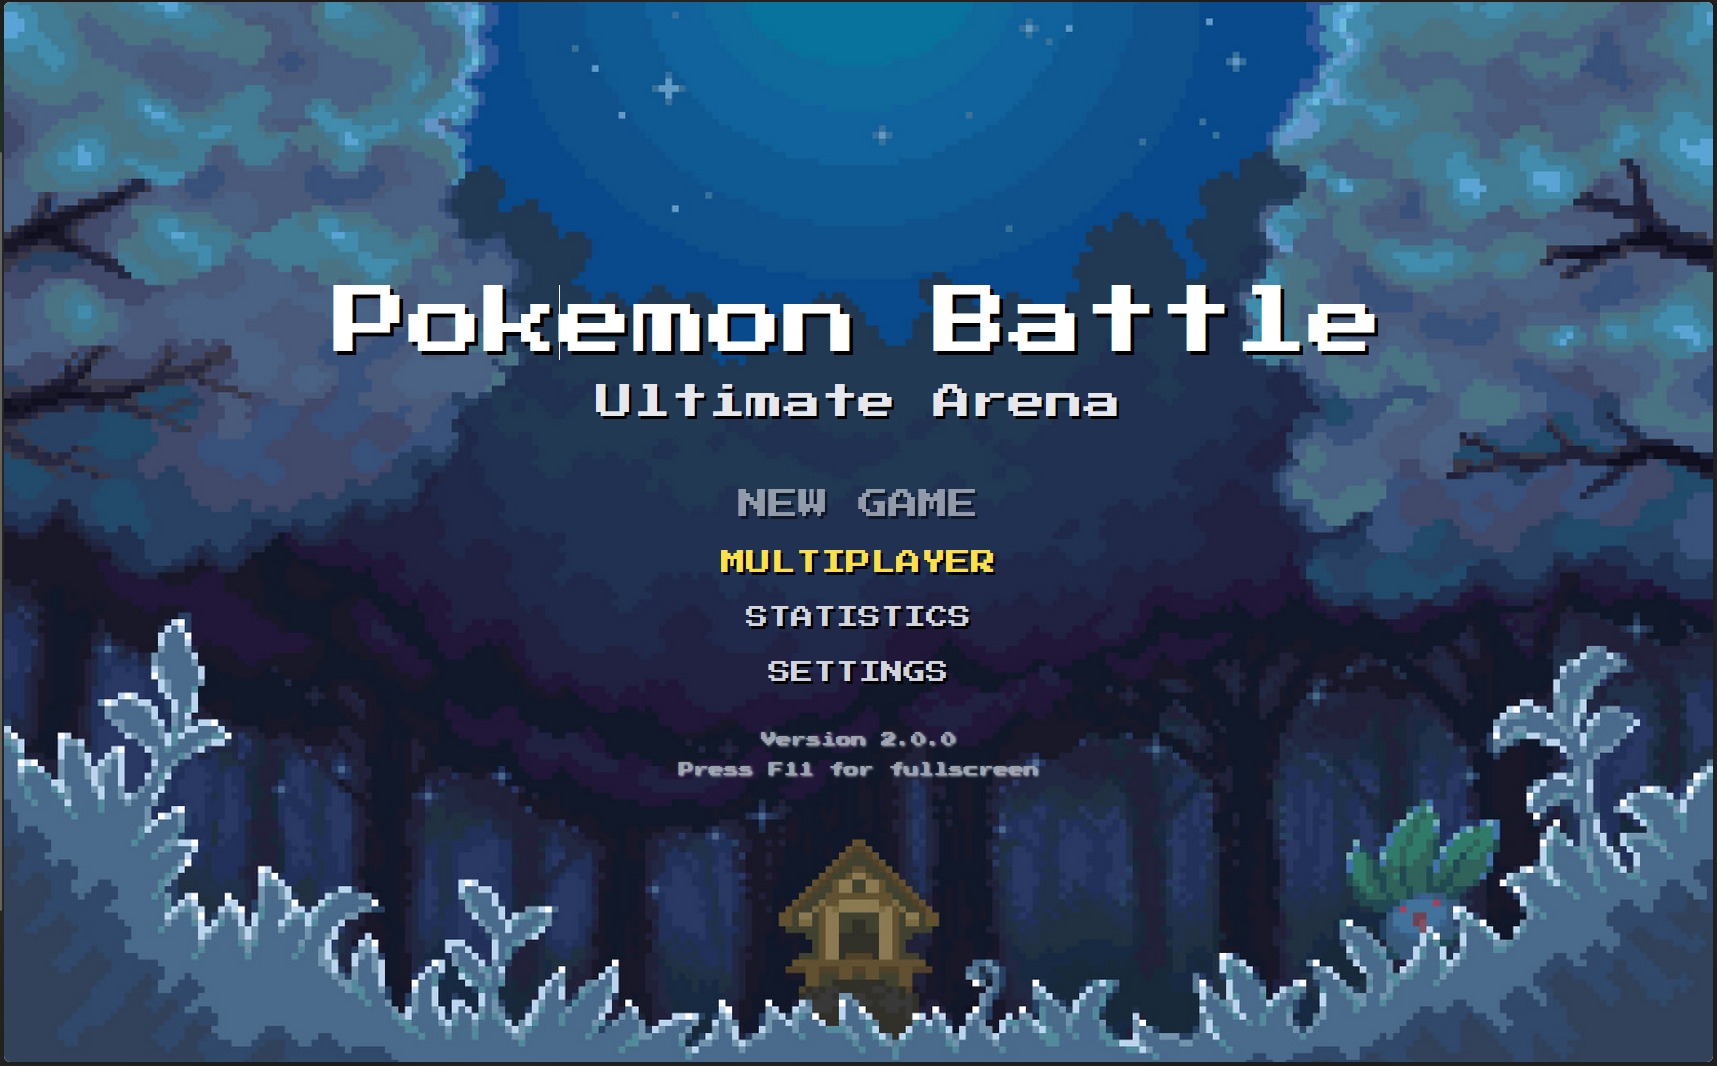 Pokemon Battle
Ultimate Arena
NEW GAME
MULTIPLAYER
STATISTICS
SETTINGS
Version 2.0.0
Press F11 for fullscreen